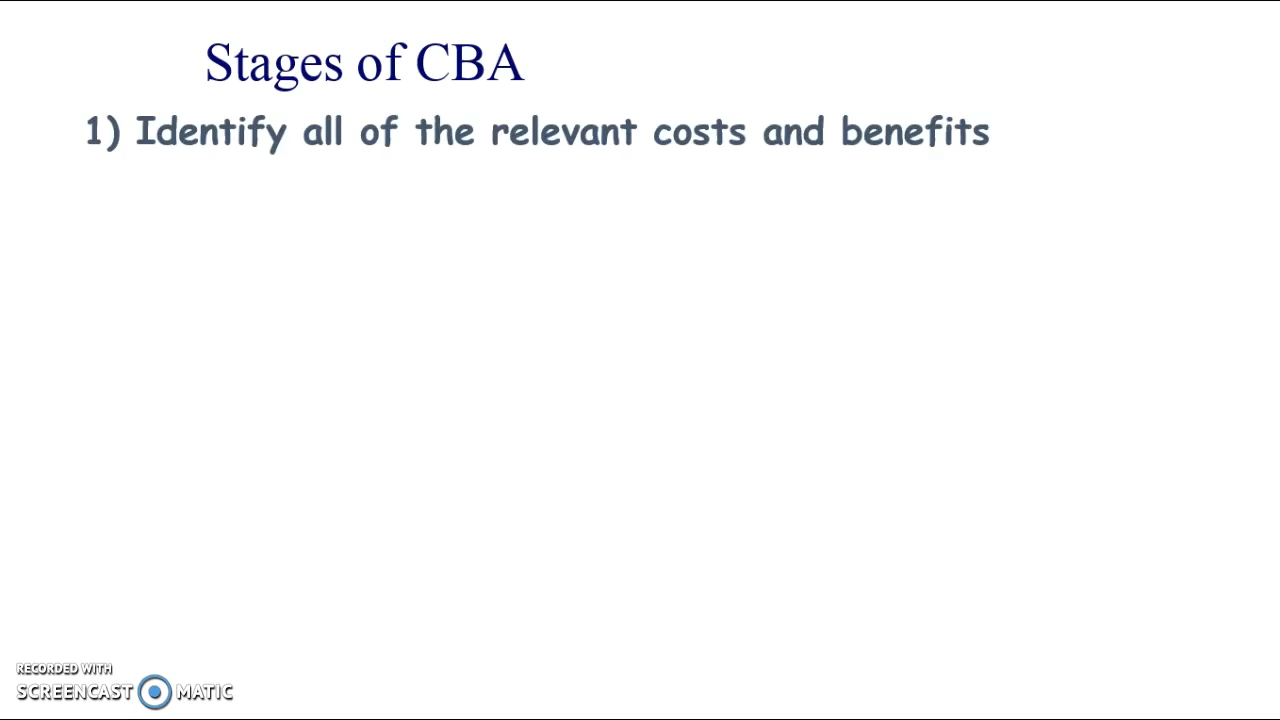 Stages of CBA
1) Identify all of the relevant costs and benefits
RECORDED WITH
SCREENCAST MATIC